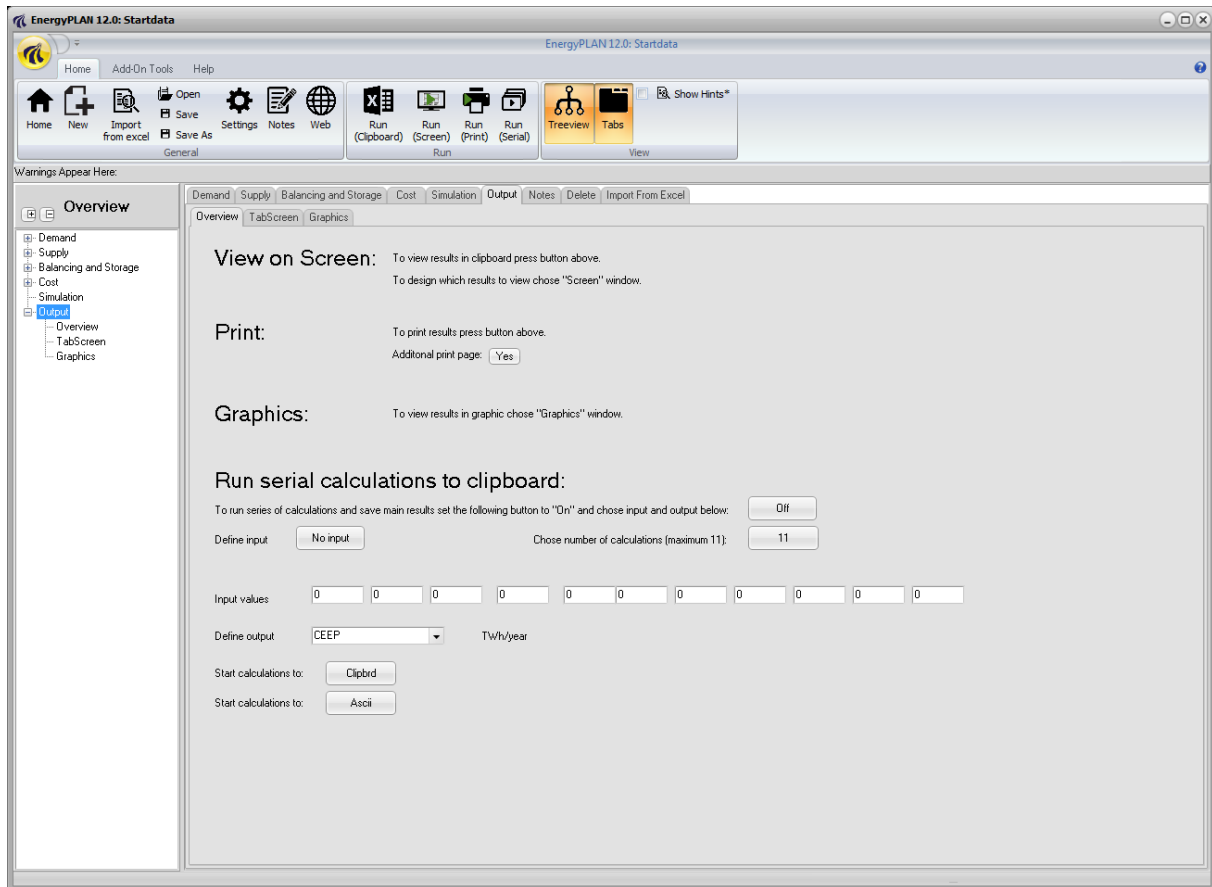 EnergyPLAN 12.0: Startdata
EnergyPLAN 12.0: Startdata
Home Add-On Tools Help
Home New Import from excel Open Save Save As Settings Notes Web Run (Clipboard) Run (Screen) Run (Print) Run (Serial) Treeview Tabs Show Hints*
General Run View
Warnings Appear Here:
Overview
Demand
Supply
Balancing and Storage
Cost
Simulation
Output
Overview
TabScreen
Graphics
Demand Supply Balancing and Storage Cost Simulation Output Notes Delete Import From Excel
Overview TabScreen Graphics
View on Screen: To view results in clipboard press button above.
To design which results to view chose "Screen" window.
Print: To print results press button above.
Additonal print page: Yes
Graphics: To view results in graphic chose "Graphics" window.
Run serial calculations to clipboard:
To run series of calculations and save main results set the following button to "On" and chose input and output below: Off
Define input No input Chose number of calculations (maximum 11): 11
Input values 0 0 0 0 0 0 0 0 0 0 0
Define output CEEP TWh/year
Start calculations to: Clipbrd
Start calculations to: Ascii